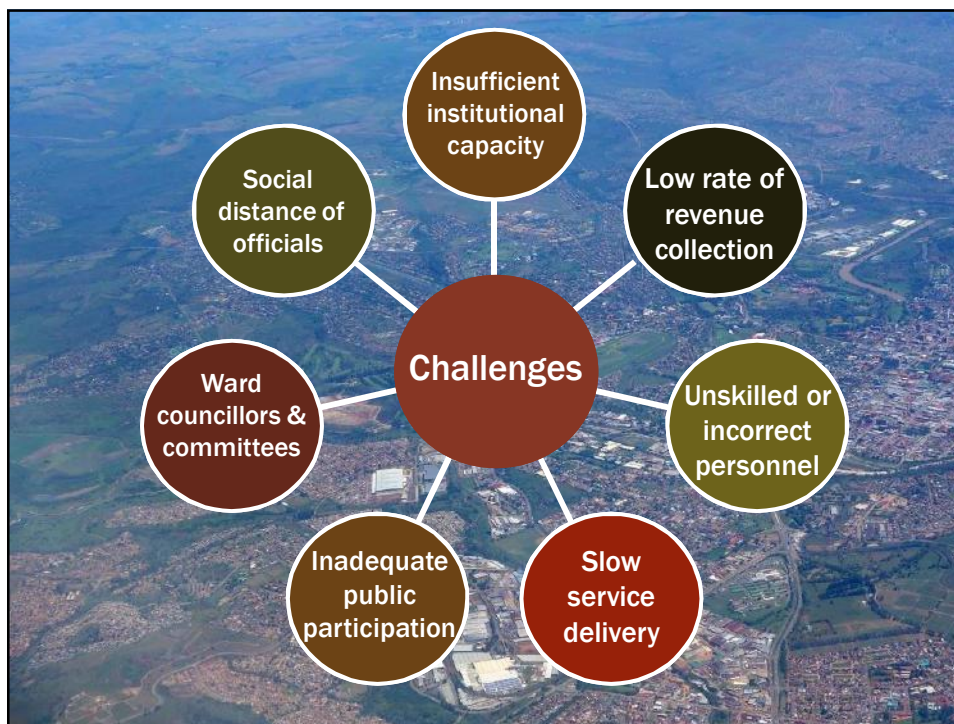 Insufficient
institutional
capacity
Social
distance of
officials
Low rate of
revenue
collection
Challenges
Ward
councillors &
committees
Unskilled or
incorrect
personnel
Inadequate
public
participation
Slow
service
delivery